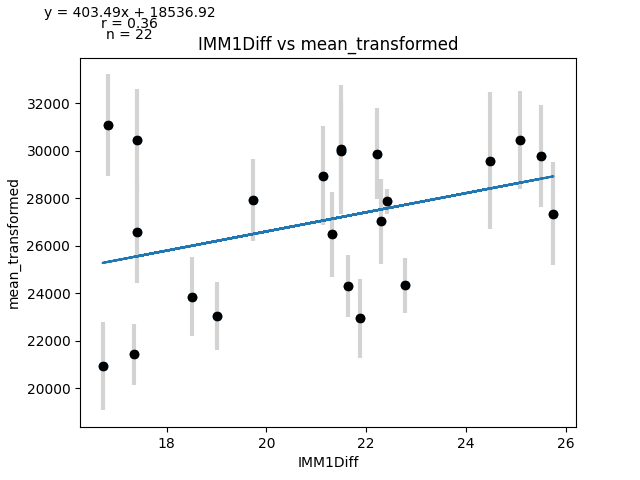 y = 403.49x + 18536.92
r = 0.36
n = 22
IMM1Diff vs mean_transformed
32000
30000
28000
26000
24000
22000
20000
mean_transformed
18 20 22 24 26
IMM1Diff